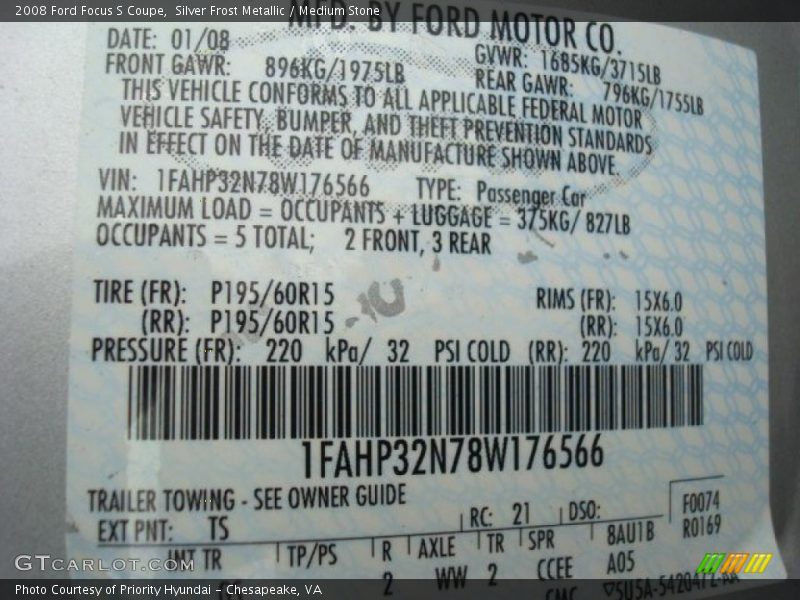 2008 Ford Focus S Coupe,  Silver Frost Metallic / Medium Stone
MFD. BY FORD MOTOR CO.
DATE: 01/08 GVWR: 1685KG/3715LB
FRONT GAWR: 896KG/1975LB REAR GAWR: 796KG/1755LB
THIS VEHICLE CONFORMS TO ALL APPLICABLE FEDERAL MOTOR
VEHICLE SAFETY, BUMPER, AND THEFT PREVENTION STANDARDS
IN EFFECT ON THE DATE OF MANUFACTURE SHOWN ABOVE.
VIN: 1FAHP32N78W176566 TYPE: Passenger Car
MAXIMUM LOAD = OCCUPANTS + LUGGAGE = 375KG/ 827LB
OCCUPANTS = 5 TOTAL; 2 FRONT, 3 REAR
TIRE (FR): P195/60R15 RIMS (FR): 15X6.0
(RR): P195/60R15 (RR): 15X6.0
PRESSURE (FR): 220 kPa/ 32 PSI COLD (RR): 220 kPa/ 32 PSI COLD
1FAHP32N78W176566
TRAILER TOWING - SEE OWNER GUIDE
EXT PNT: TS RC: 21 DSO: F0074
R0169
INT TR TP/PS R AXLE TR SPR 8AU1B
2 WW 2 CCEE A05
5U5A-5420472-AA
GTcarlot.com
Photo Courtesy of Priority Hyundai - Chesapeake, VA